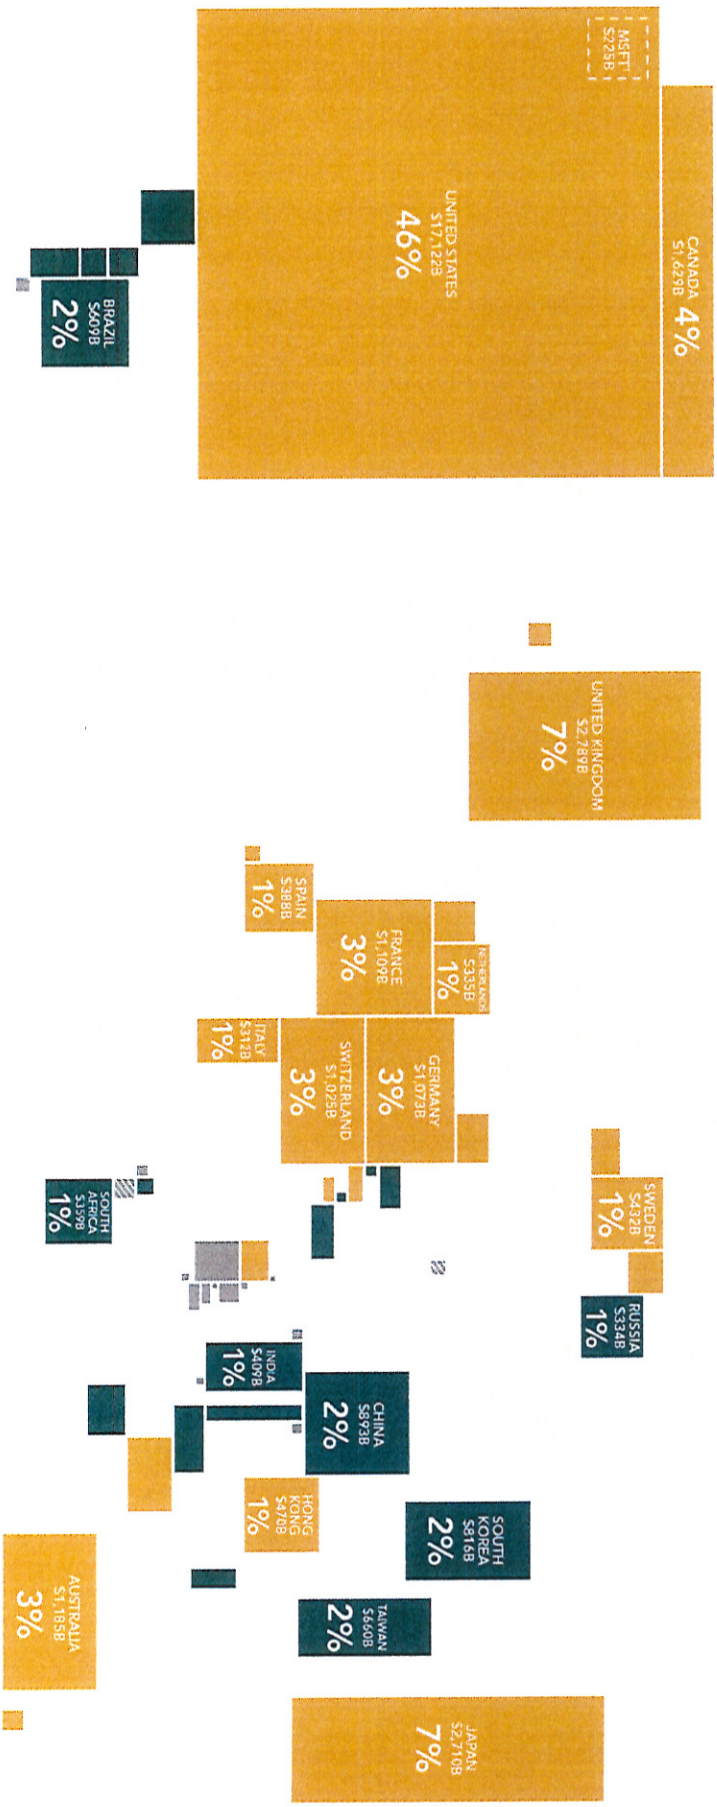 CANADA
$1,629B 4%
MSFT¹
$225B
UNITED STATES
$17,122B
46%
BRAZIL
$609B
2%
UNITED KINGDOM
$2,789B
7%
SWEDEN
$432B
1%
RUSSIA
$334B
1%
NETHERLANDS
$335B
1%
GERMANY
$1,073B
3%
FRANCE
$1,109B
3%
SWITZERLAND
$1,025B
3%
SPAIN
$388B
1%
ITALY
$312B
1%
SOUTH
AFRICA
$359B
1%
INDIA
$409B
1%
CHINA
$893B
2%
HONG
KONG
$470B
1%
SOUTH
KOREA
$816B
2%
TAIWAN
$660B
2%
JAPAN
$2,710B
7%
AUSTRALIA
$1,185B
3%